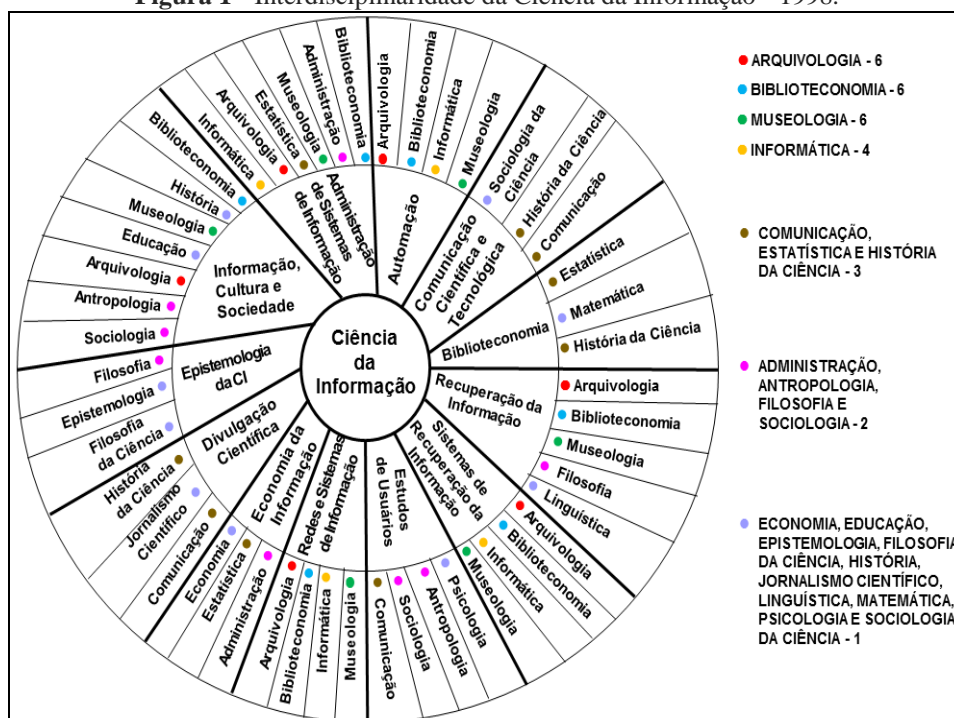 Figura 1 - Interdisciplinaridade da Ciência da Informação - 1998.
Ciência
da
Informação
Automação
Arquivologia
Biblioteconomia
Informática
Museologia
Comunicação
Científica e
Tecnológica
Sociologia da
Ciência
História da Ciência
Comunicação
Biblioteconomia
Estatística
Matemática
História da Ciência
Recuperação da
Informação
Arquivologia
Biblioteconomia
Museologia
Filosofia
Linguística
Sistemas de
Recuperação da
Informação
Arquivologia
Biblioteconomia
Informática
Museologia
Estudos
de Usuários
Psicologia
Antropologia
Sociologia
Comunicação
Redes e Sistemas
de Informação
Museologia
Informática
Biblioteconomia
Arquivologia
Economia da
Informação
Administração
Estatística
Economia
Divulgação
Científica
Comunicação
Jornalismo
Científico
História
da Ciência
Epistemologia
da CI
Filosofia
da Ciência
Epistemologia
Filosofia
Informação,
Cultura e
Sociedade
Sociologia
Antropologia
Arquivologia
Educação
Museologia
História
Biblioteconomia
Administração
de Sistemas
de Informação
Informática
Arquivologia
Estatística
Museologia
Administração
Biblioteconomia
ARQUIVOLOGIA - 6
BIBLIOTECONOMIA - 6
MUSEOLOGIA - 6
INFORMÁTICA - 4
COMUNICAÇÃO,
ESTATÍSTICA E HISTÓRIA
DA CIÊNCIA - 3
ADMINISTRAÇÃO,
ANTROPOLOGIA,
FILOSOFIA E
SOCIOLOGIA - 2
ECONOMIA, EDUCAÇÃO,
EPISTEMOLOGIA, FILOSOFIA
DA CIÊNCIA, HISTÓRIA,
JORNALISMO CIENTÍFICO,
LINGUÍSTICA, MATEMÁTICA,
PSICOLOGIA E SOCIOLOGIA
DA CIÊNCIA - 1